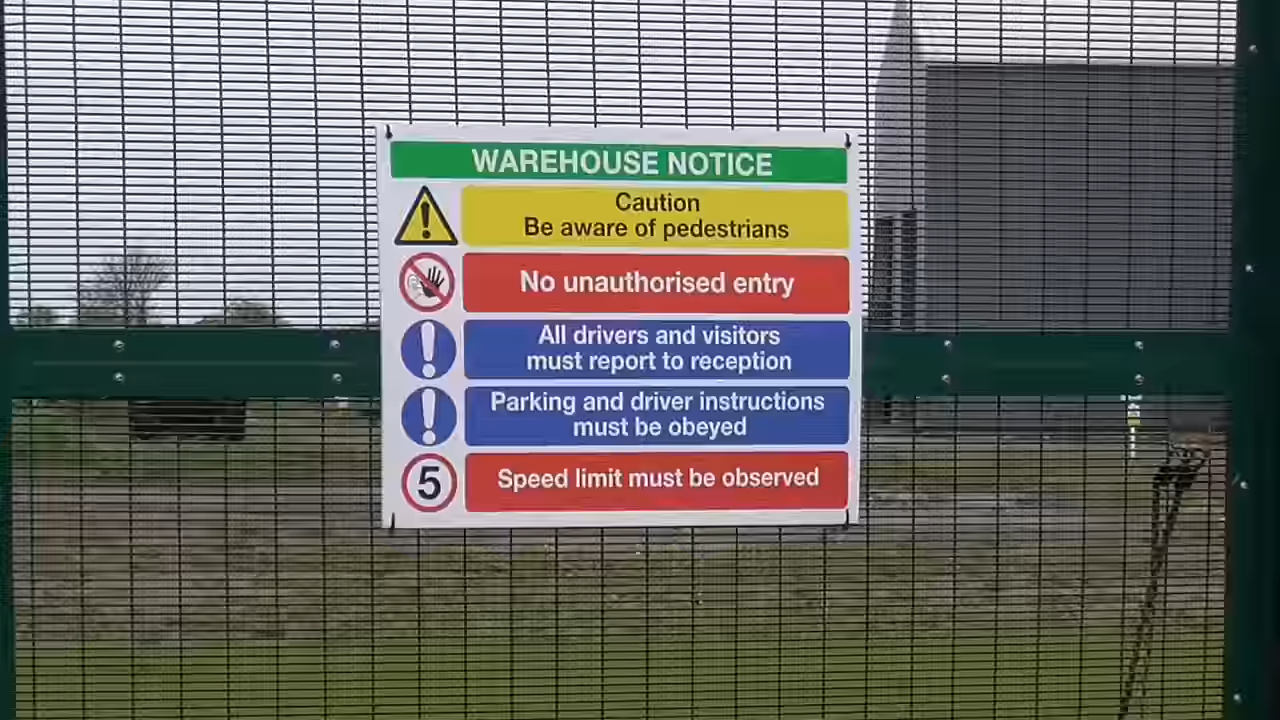 WAREHOUSE NOTICE
Caution
Be aware of pedestrians
No unauthorised entry
All drivers and visitors
must report to reception
Parking and driver instructions
must be obeyed
5
Speed limit must be observed